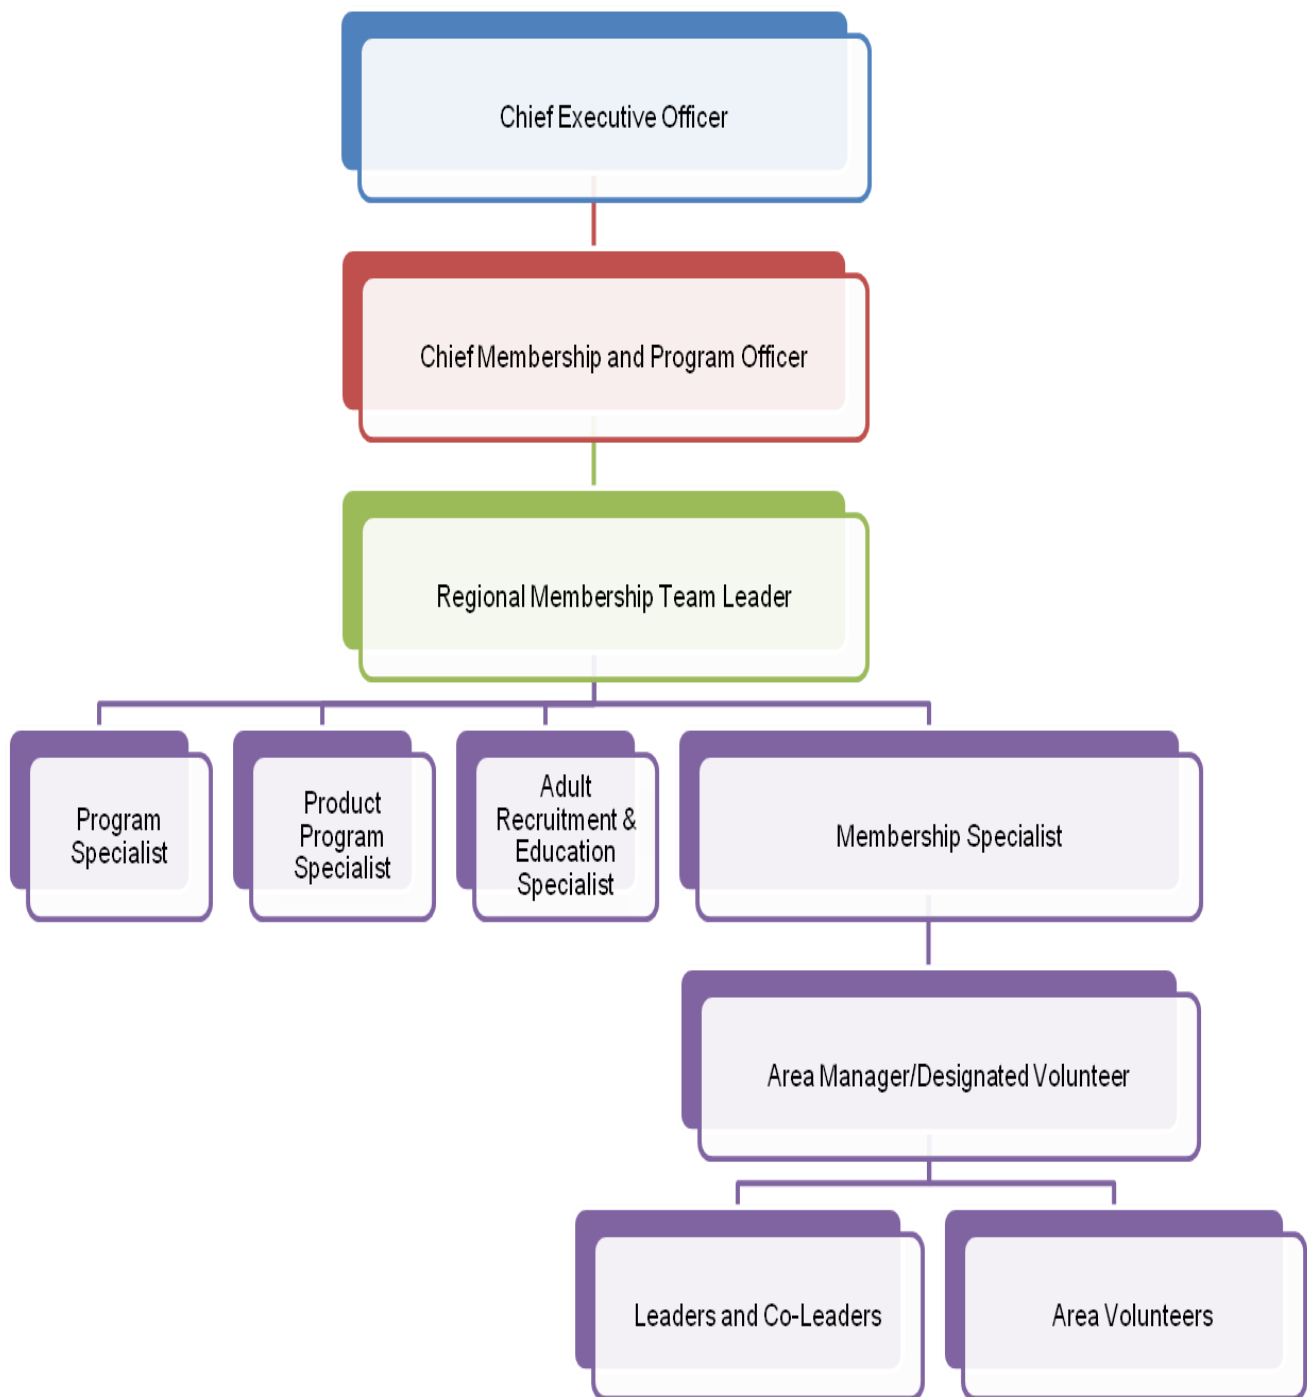 Chief Executive Officer
Chief Membership and Program Officer
Regional Membership Team Leader
Program
Specialist
Product
Program
Specialist
Adult
Recruitment &
Education
Specialist
Membership Specialist
Area Manager/Designated Volunteer
Leaders and Co-Leaders
Area Volunteers